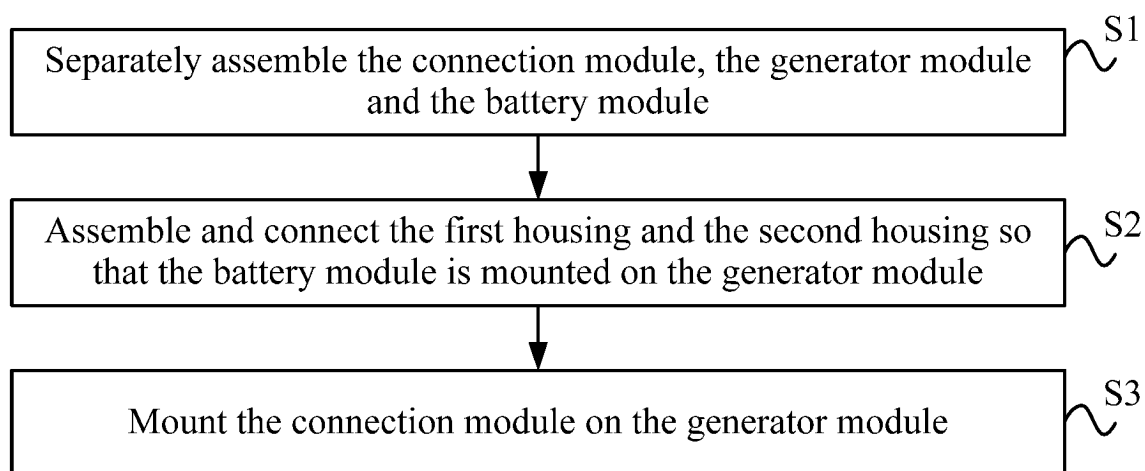 S1
Separately assemble the connection module, the generator module
and the battery module
S2
Assemble and connect the first housing and the second housing so
that the battery module is mounted on the generator module
S3
Mount the connection module on the generator module